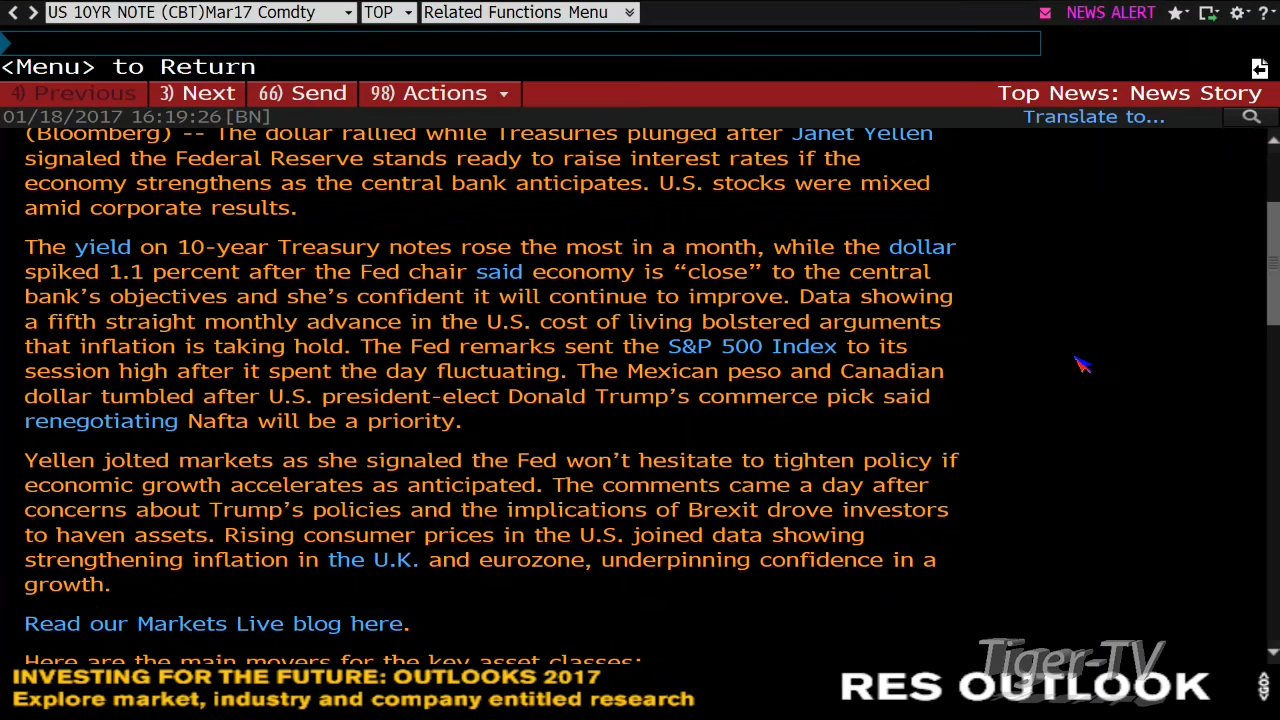 US 10YR NOTE (CBT)Mar17 Comdty TOP Related Functions Menu NEWS ALERT ?
<Menu> to Return
4) Previous 3) Next 66) Send 98) Actions Top News: News Story
01/18/2017 16:19:26[BN] Translate to...
(Bloomberg) -- The dollar rallied while Treasuries plunged after Janet Yellen
signaled the Federal Reserve stands ready to raise interest rates if the
economy strengthens as the central bank anticipates. U.S. stocks were mixed
amid corporate results.
The yield on 10-year Treasury notes rose the most in a month, while the dollar
spiked 1.1 percent after the Fed chair said economy is “close” to the central
bank’s objectives and she’s confident it will continue to improve. Data showing
a fifth straight monthly advance in the U.S. cost of living bolstered arguments
that inflation is taking hold. The Fed remarks sent the S&P 500 Index to its
session high after it spent the day fluctuating. The Mexican peso and Canadian
dollar tumbled after U.S. president-elect Donald Trump’s commerce pick said
renegotiating Nafta will be a priority.
Yellen jolted markets as she signaled the Fed won’t hesitate to tighten policy if
economic growth accelerates as anticipated. The comments came a day after
concerns about Trump’s policies and the implications of Brexit drove investors
to haven assets. Rising consumer prices in the U.S. joined data showing
strengthening inflation in the U.K. and eurozone, underpinning confidence in a
growth.
Read our Markets Live blog here.
Here are the main movers for the key asset classes:
Tiger-TV
INVESTING FOR THE FUTURE: OUTLOOKS 2017
Explore market, industry and company entitled research
RES OUTLOOK